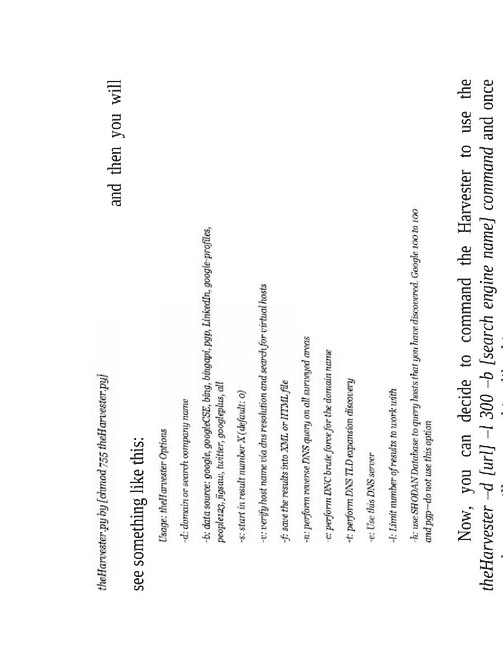 theHarvester.py by [chmod 755 theHarvester.py]
and then you will
see something like this:
Usage: theHarvester Options
-d: domain or search company name
-b: data source: google, googleCSE, bing, bingapi, pgp, LinkedIn, google-profiles,
people123, jigsaw, twitter, googleplus, all
-s: start in result number X (default: 0)
-v: verify host name via dns resolution and search for virtual hosts
-f: save the results into XML or HTML file
-n: perform reverse DNS query on all surveyed areas
-c: perform DNC brute force for the domain name
-t: perform DNS TLD expansion discovery
-e: Use this DNS server
-l: Limit number of results to work with
-h: use SHODAN Database to query hosts that you have discovered. Google 100 to 100
and pgp—do not use this option
Now, you can decide to command the Harvester to use the
theHarvester –d [url] –l 300 –b [search engine name] command and once